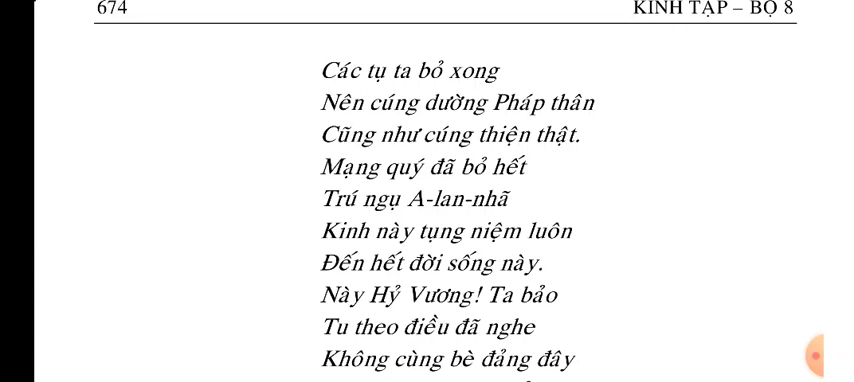 674
KINH TẬP – BỘ 8
Các tụ ta bỏ xong
Nên cúng dường Pháp thân
Cũng như cúng thiện thật.
Mạng quý đã bỏ hết
Trú ngụ A-lan-nhã
Kinh này tụng niệm luôn
Đến hết đời sống này.
Này Hỷ Vương! Ta bảo
Tu theo điều đã nghe
Không cùng bè đảng đây